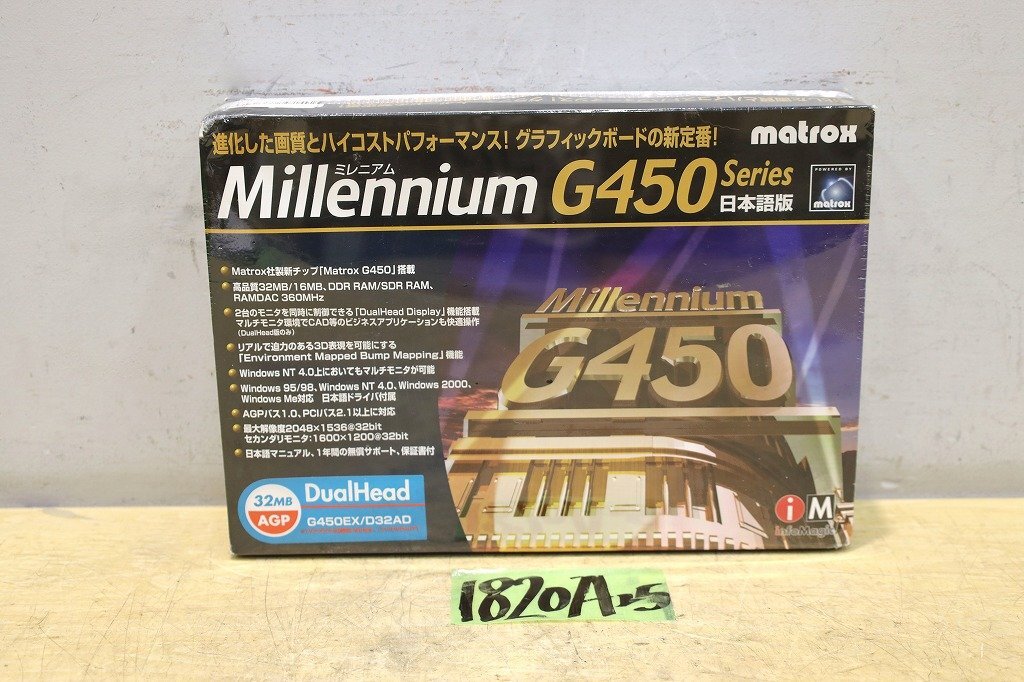 進化した画質とハイコストパフォーマンス! グラフィックボードの新定番!
matrox
ミレニアム
Millennium G450 Series
日本語版
POWERED BY
matrox
●Matrox社製新チップ「Matrox G450」搭載
●高品質32MB/16MB、DDR RAM/SDR RAM、
RAMDAC 360MHz
●2台のモニタを同時に制御できる「DualHead Display」機能搭載
マルチモニタ環境でCAD等のビジネスアプリケーションも快適操作
(DualHead版のみ)
●リアルで迫力のある3D表現を可能にする
「Environment Mapped Bump Mapping」機能
●Windows NT 4.0上においてもマルチモニタが可能
●Windows 95/98、Windows NT 4.0、Windows 2000、
Windows Me対応 日本語ドライバ付属
●AGPバス1.0、PCIバス2.1以上に対応
●最大解像度2048×1536@32bit
セカンダリモニタ:1600×1200@32bit
●日本語マニュアル、1年間の無償サポート、保証書付
Millennium
G450
32MB
AGP
DualHead
G450EX/D32AD
i M
InfoMagic
1820A25